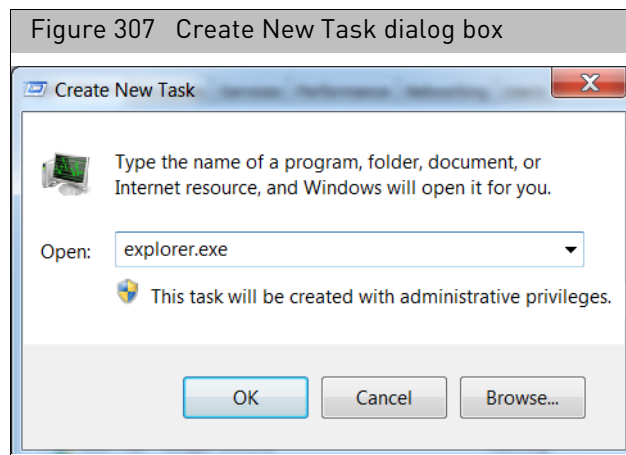 Figure 307 Create New Task dialog box
Create New Task
Type the name of a program, folder, document, or
Internet resource, and Windows will open it for you.
Open: explorer.exe
This task will be created with administrative privileges.
OK Cancel Browse...